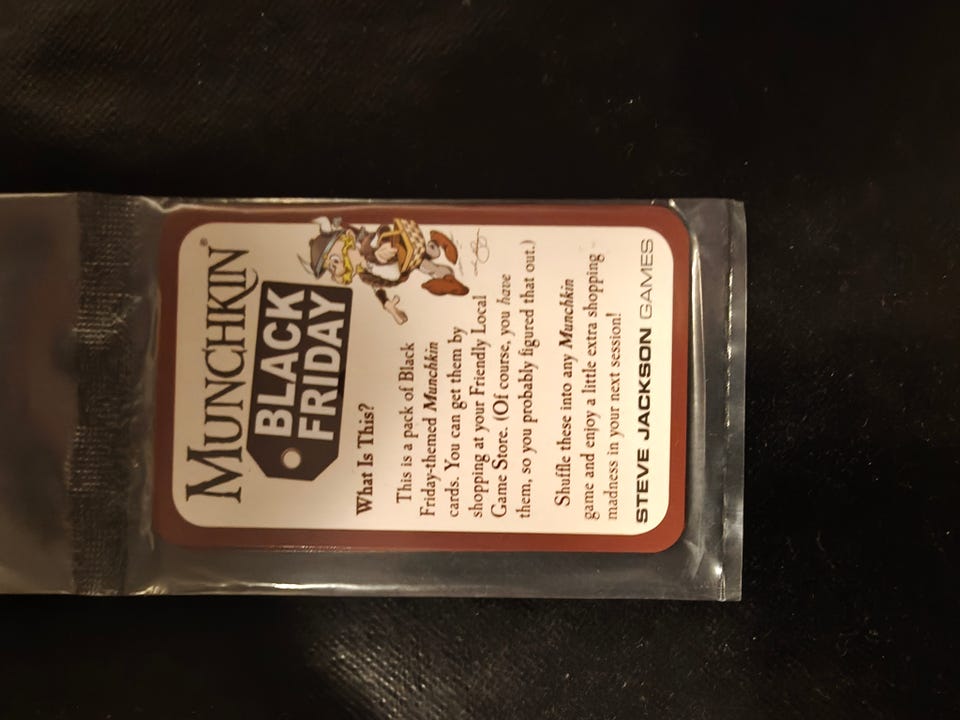 MUNCHKIN®
BLACK
FRIDAY
What Is This?
This is a pack of Black
Friday-themed Munchkin
cards. You can get them by
shopping at your Friendly Local
Game Store. (Of course, you have
them, so you probably figured that out.)
Shuffle these into any Munchkin
game and enjoy a little extra shopping
madness in your next session!
STEVE JACKSON GAMES